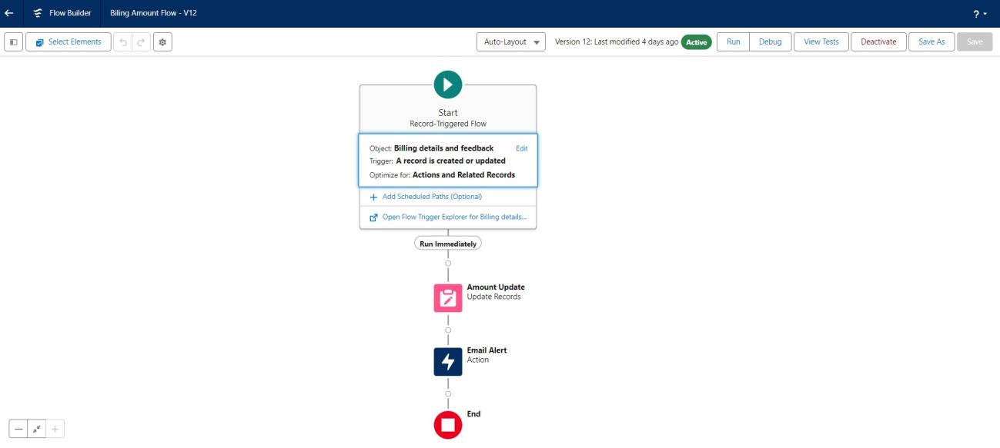 Flow Builder
Biling Amount Flow - V12
?
Select Elements
Auto-Layout
Version 12: Last modified 4 days ago
Active
Run
Debug
View Tests
Deactivate
Save As
Save
Start
Record-Triggered Flow
Object: Billing details and feedback
Edit
Trigger: A record is created or updated
Optimize for: Actions and Related Records
+ Add Scheduled Paths (Optional)
Open Flow Trigger Explorer for Billing details...
Run Immediately
Amount Update
Update Records
Email Alert
Action
End